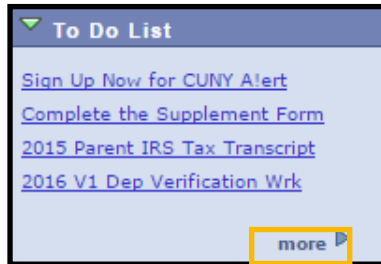 To Do List
Sign Up Now for CUNY A!ert
Complete the Supplement Form
2015 Parent IRS Tax Transcript
2016 V1 Dep Verification Wrk
more